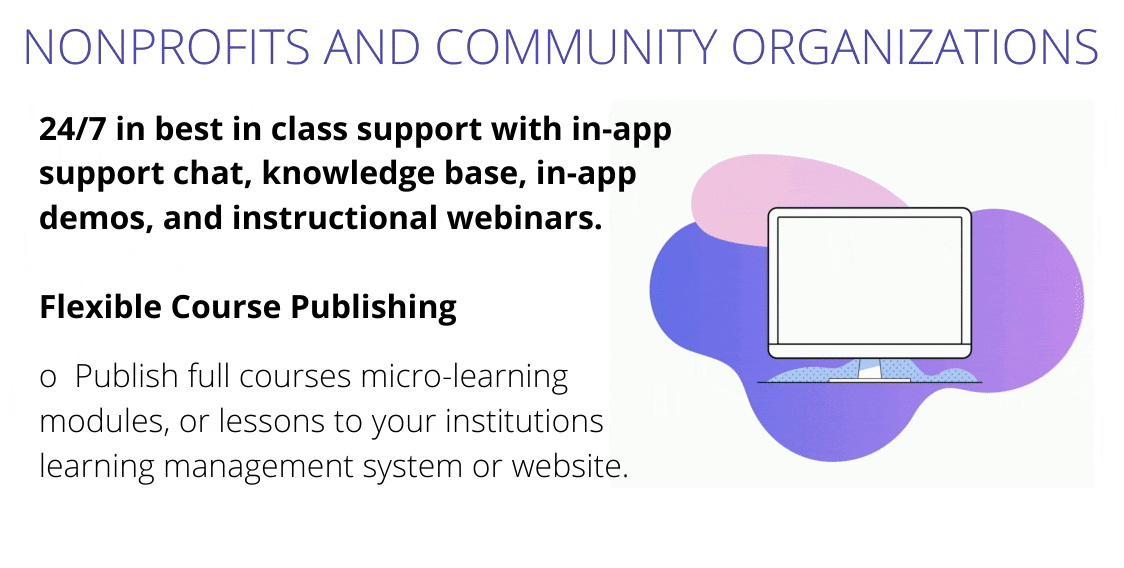 NONPROFITS AND COMMUNITY ORGANIZATIONS
24/7 in best in class support with in-app
support chat, knowledge base, in-app
demos, and instructional webinars.
Flexible Course Publishing
o Publish full courses micro-learning
modules, or lessons to your institutions
learning management system or website.